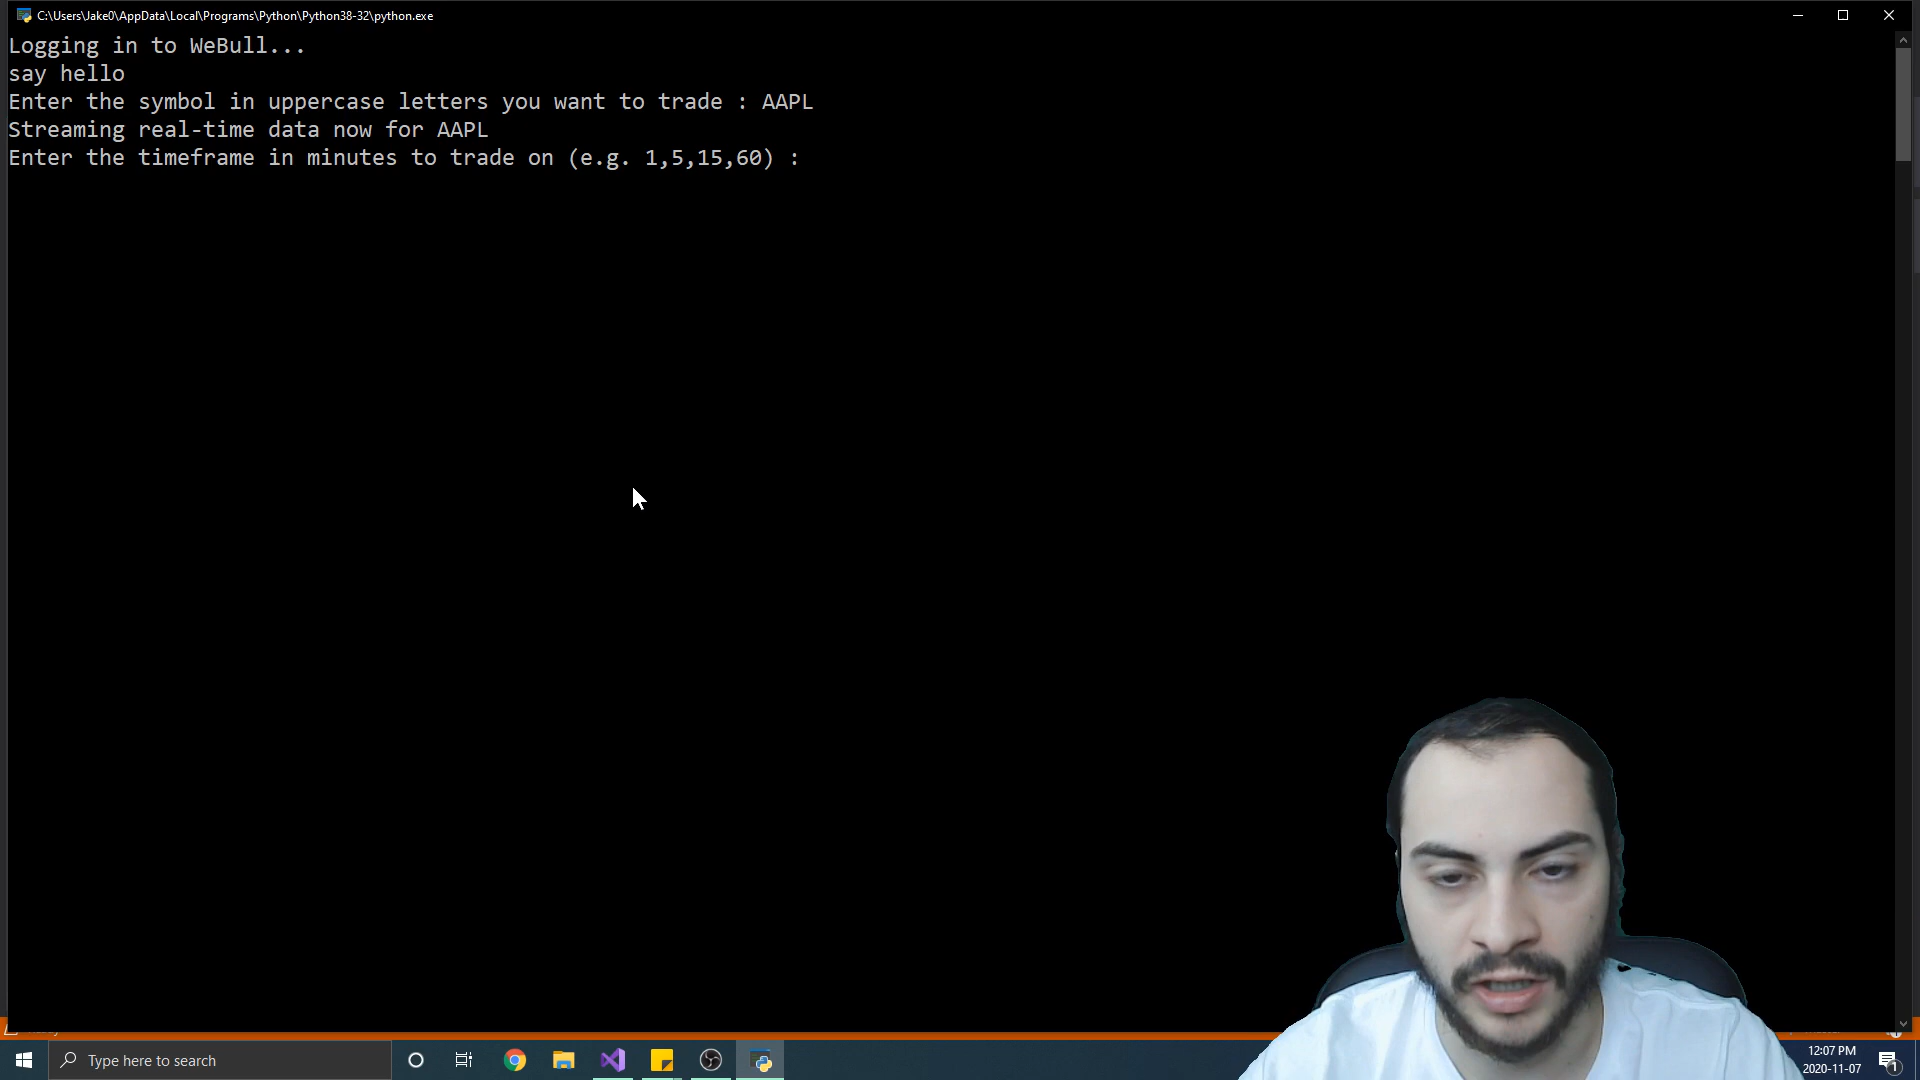 C:\Users\Jake0\AppData\Local\Programs\Python\Python38-32\python.exe
Logging in to WeBull...
say hello
Enter the symbol in uppercase letters you want to trade : AAPL
Streaming real-time data now for AAPL
Enter the timeframe in minutes to trade on (e.g. 1,5,15,60) :
Type here to search
12:07 PM
2020-11-07
1